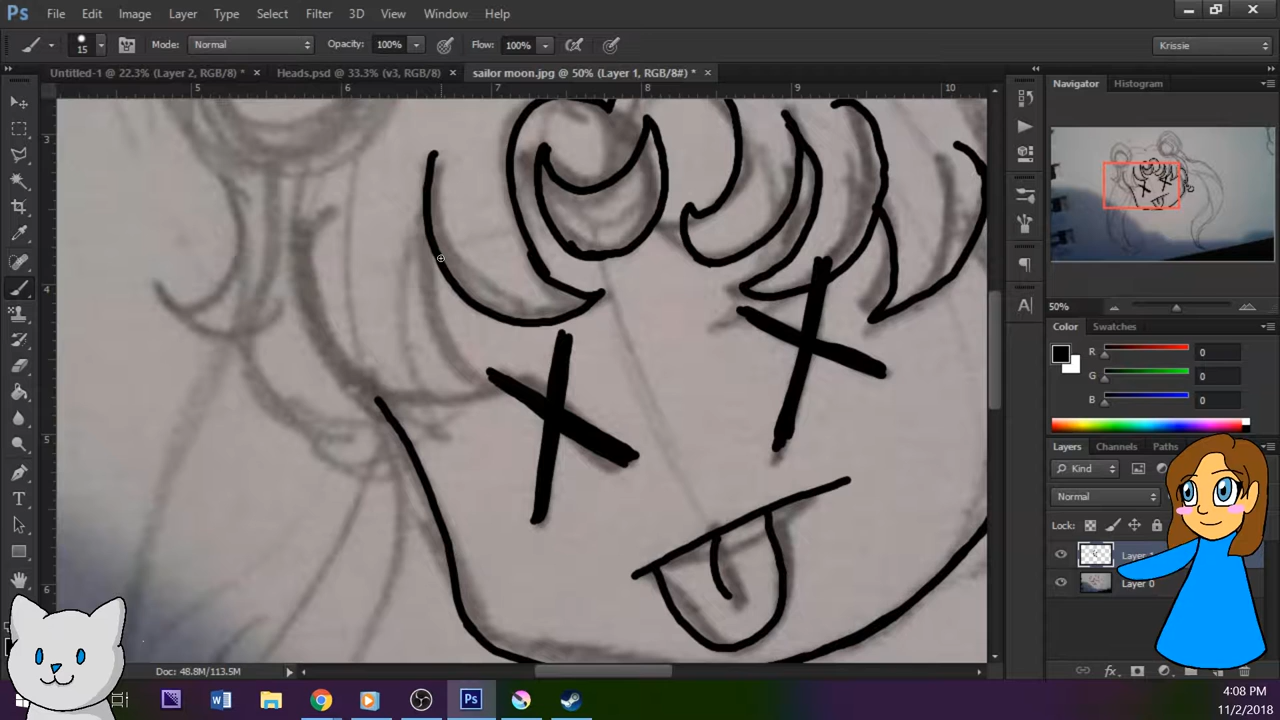 Ps File Edit Image Layer Type Select Filter 3D View Window Help
15 Mode: Normal Opacity: 100% Flow: 100% Krissie
Untitled-1 @ 22.3% (Layer 2, RGB/8) * × Heads.psd @ 33.3% (v3, RGB/8) × sailor moon.jpg @ 50% (Layer 1, RGB/8#) * ×
Navigator Histogram
5 6 7 8 9 10
3
4
5
6
50%
Color Swatches
R 0
G 0
B 0
Layers Channels Paths
Kind
Normal
Lock:
Layer
Layer 0
fx
Doc: 48.8M/113.5M
W Ps
4:08 PM
11/2/2018